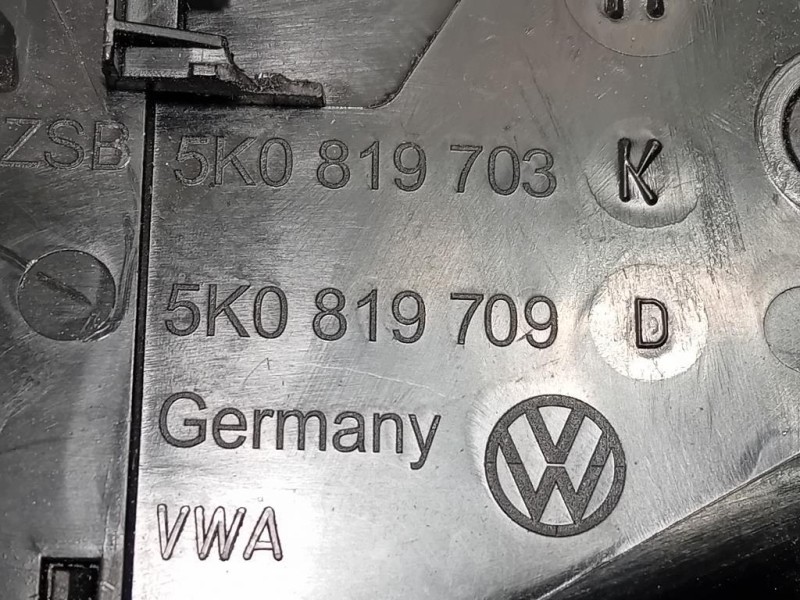 ZSB 5K0 819 703 K
5K0 819 709 D
Germany
VWA